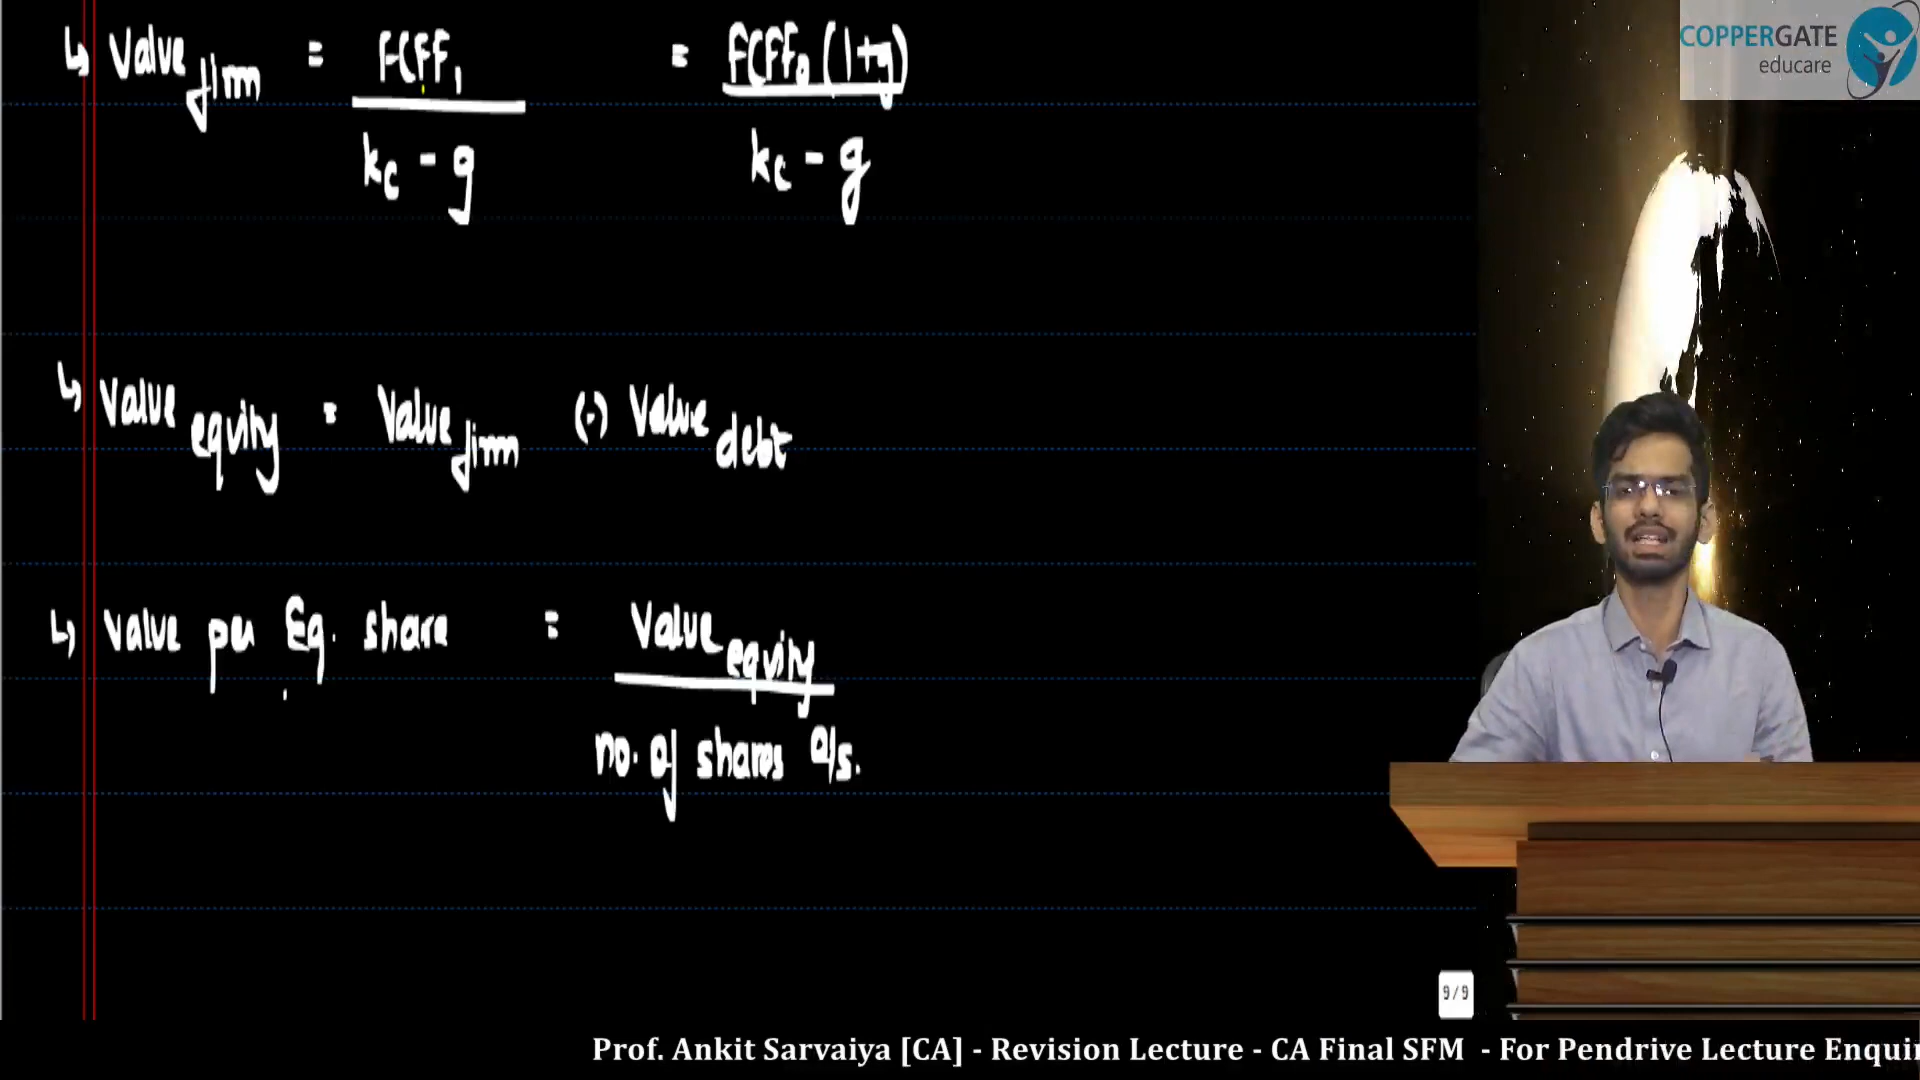 ↳ Value firm = FCFF₁ / kc - g = FCFF₀ (1+g) / kc - g
↳ Value equity = Value firm (-) Value debt
↳ Value per Eq. share = Value equity / no. of shares o/s.
COPPERGATE
educare
9/9
Prof. Ankit Sarvaiya [CA] - Revision Lecture - CA Final SFM - For Pendrive Lecture Enquir